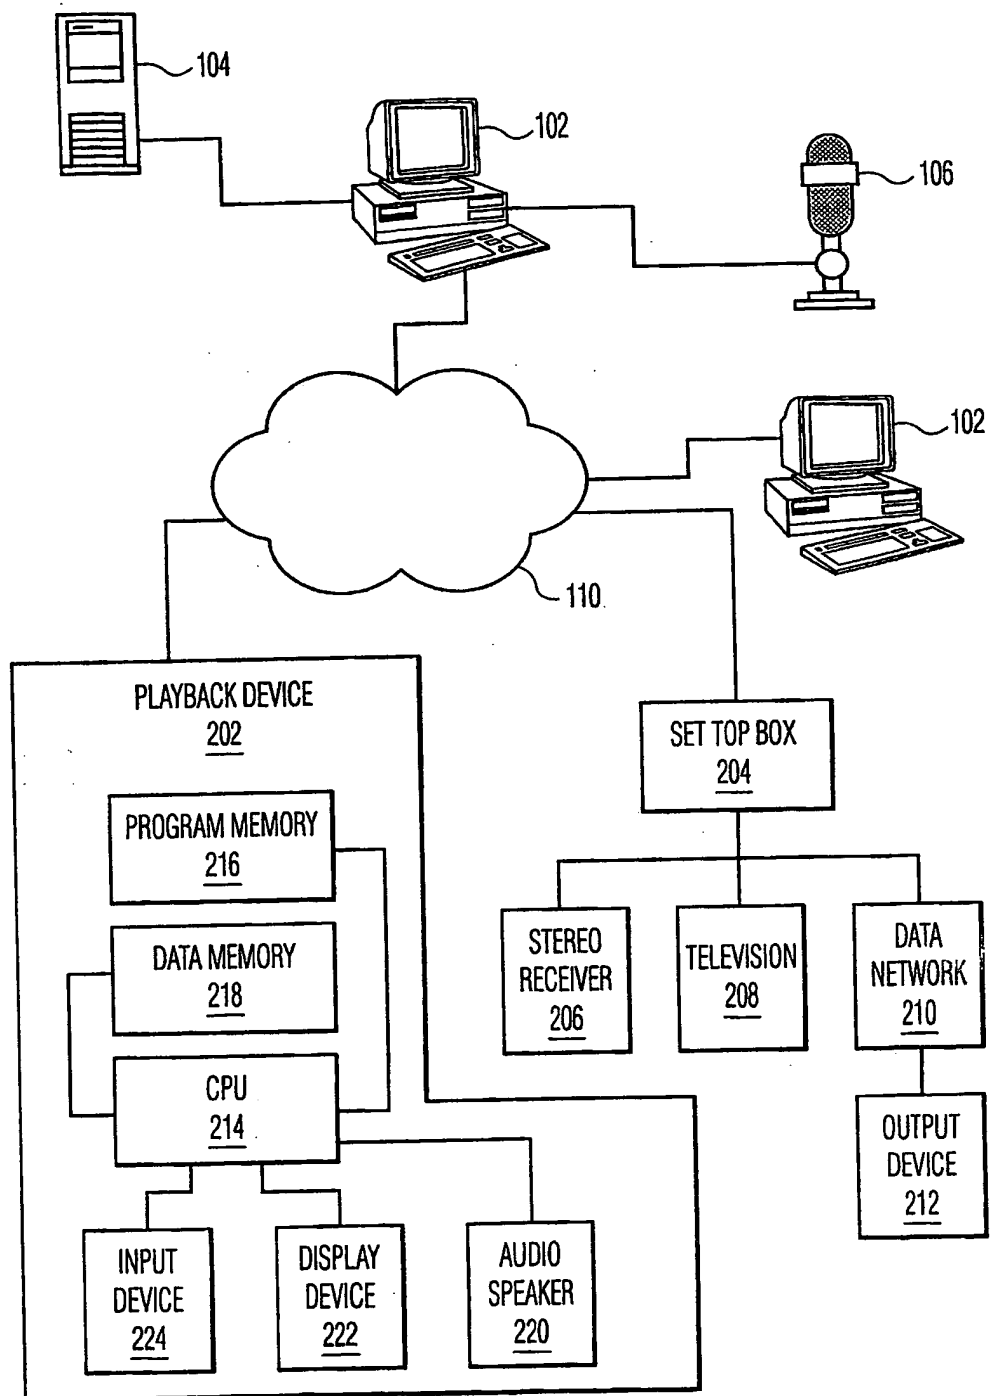 104
102
106
102
110
PLAYBACK DEVICE
202
SET TOP BOX
204
PROGRAM MEMORY
216
DATA MEMORY
218
CPU
214
STEREO
RECEIVER
206
TELEVISION
208
DATA
NETWORK
210
OUTPUT
DEVICE
212
INPUT
DEVICE
224
DISPLAY
DEVICE
222
AUDIO
SPEAKER
220